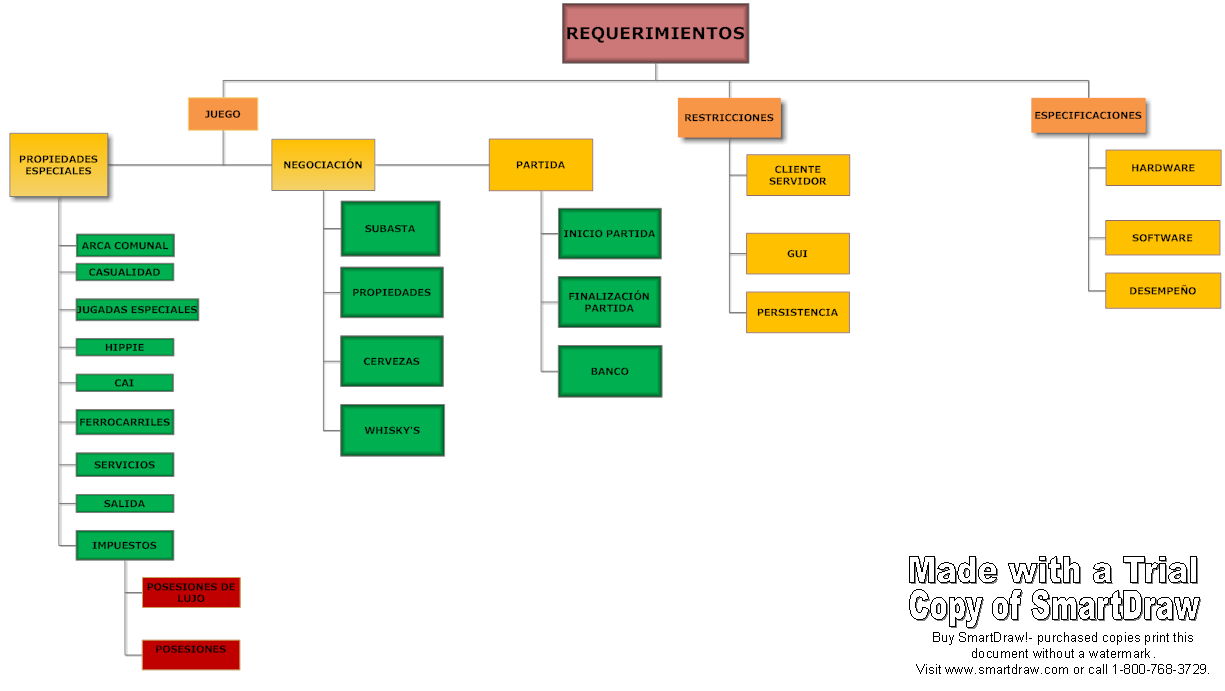 REQUERIMIENTOS
JUEGO
RESTRICCIONES
ESPECIFICACIONES
PROPIEDADES
ESPECIALES
NEGOCIACIÓN
PARTIDA
ARCA COMUNAL
CASUALIDAD
JUGADAS ESPECIALES
HIPPIE
CAI
FERROCARRILES
SERVICIOS
SALIDA
IMPUESTOS
POSESIONES DE
LUJO
POSESIONES
SUBASTA
PROPIEDADES
CERVEZAS
WHISKY'S
INICIO PARTIDA
FINALIZACIÓN
PARTIDA
BANCO
CLIENTE
SERVIDOR
GUI
PERSISTENCIA
HARDWARE
SOFTWARE
DESEMPEÑO
Made with a Trial
Copy of SmartDraw
Buy SmartDraw!- purchased copies print this
document without a watermark.
Visit www.smartdraw.com or call 1-800-768-3729.